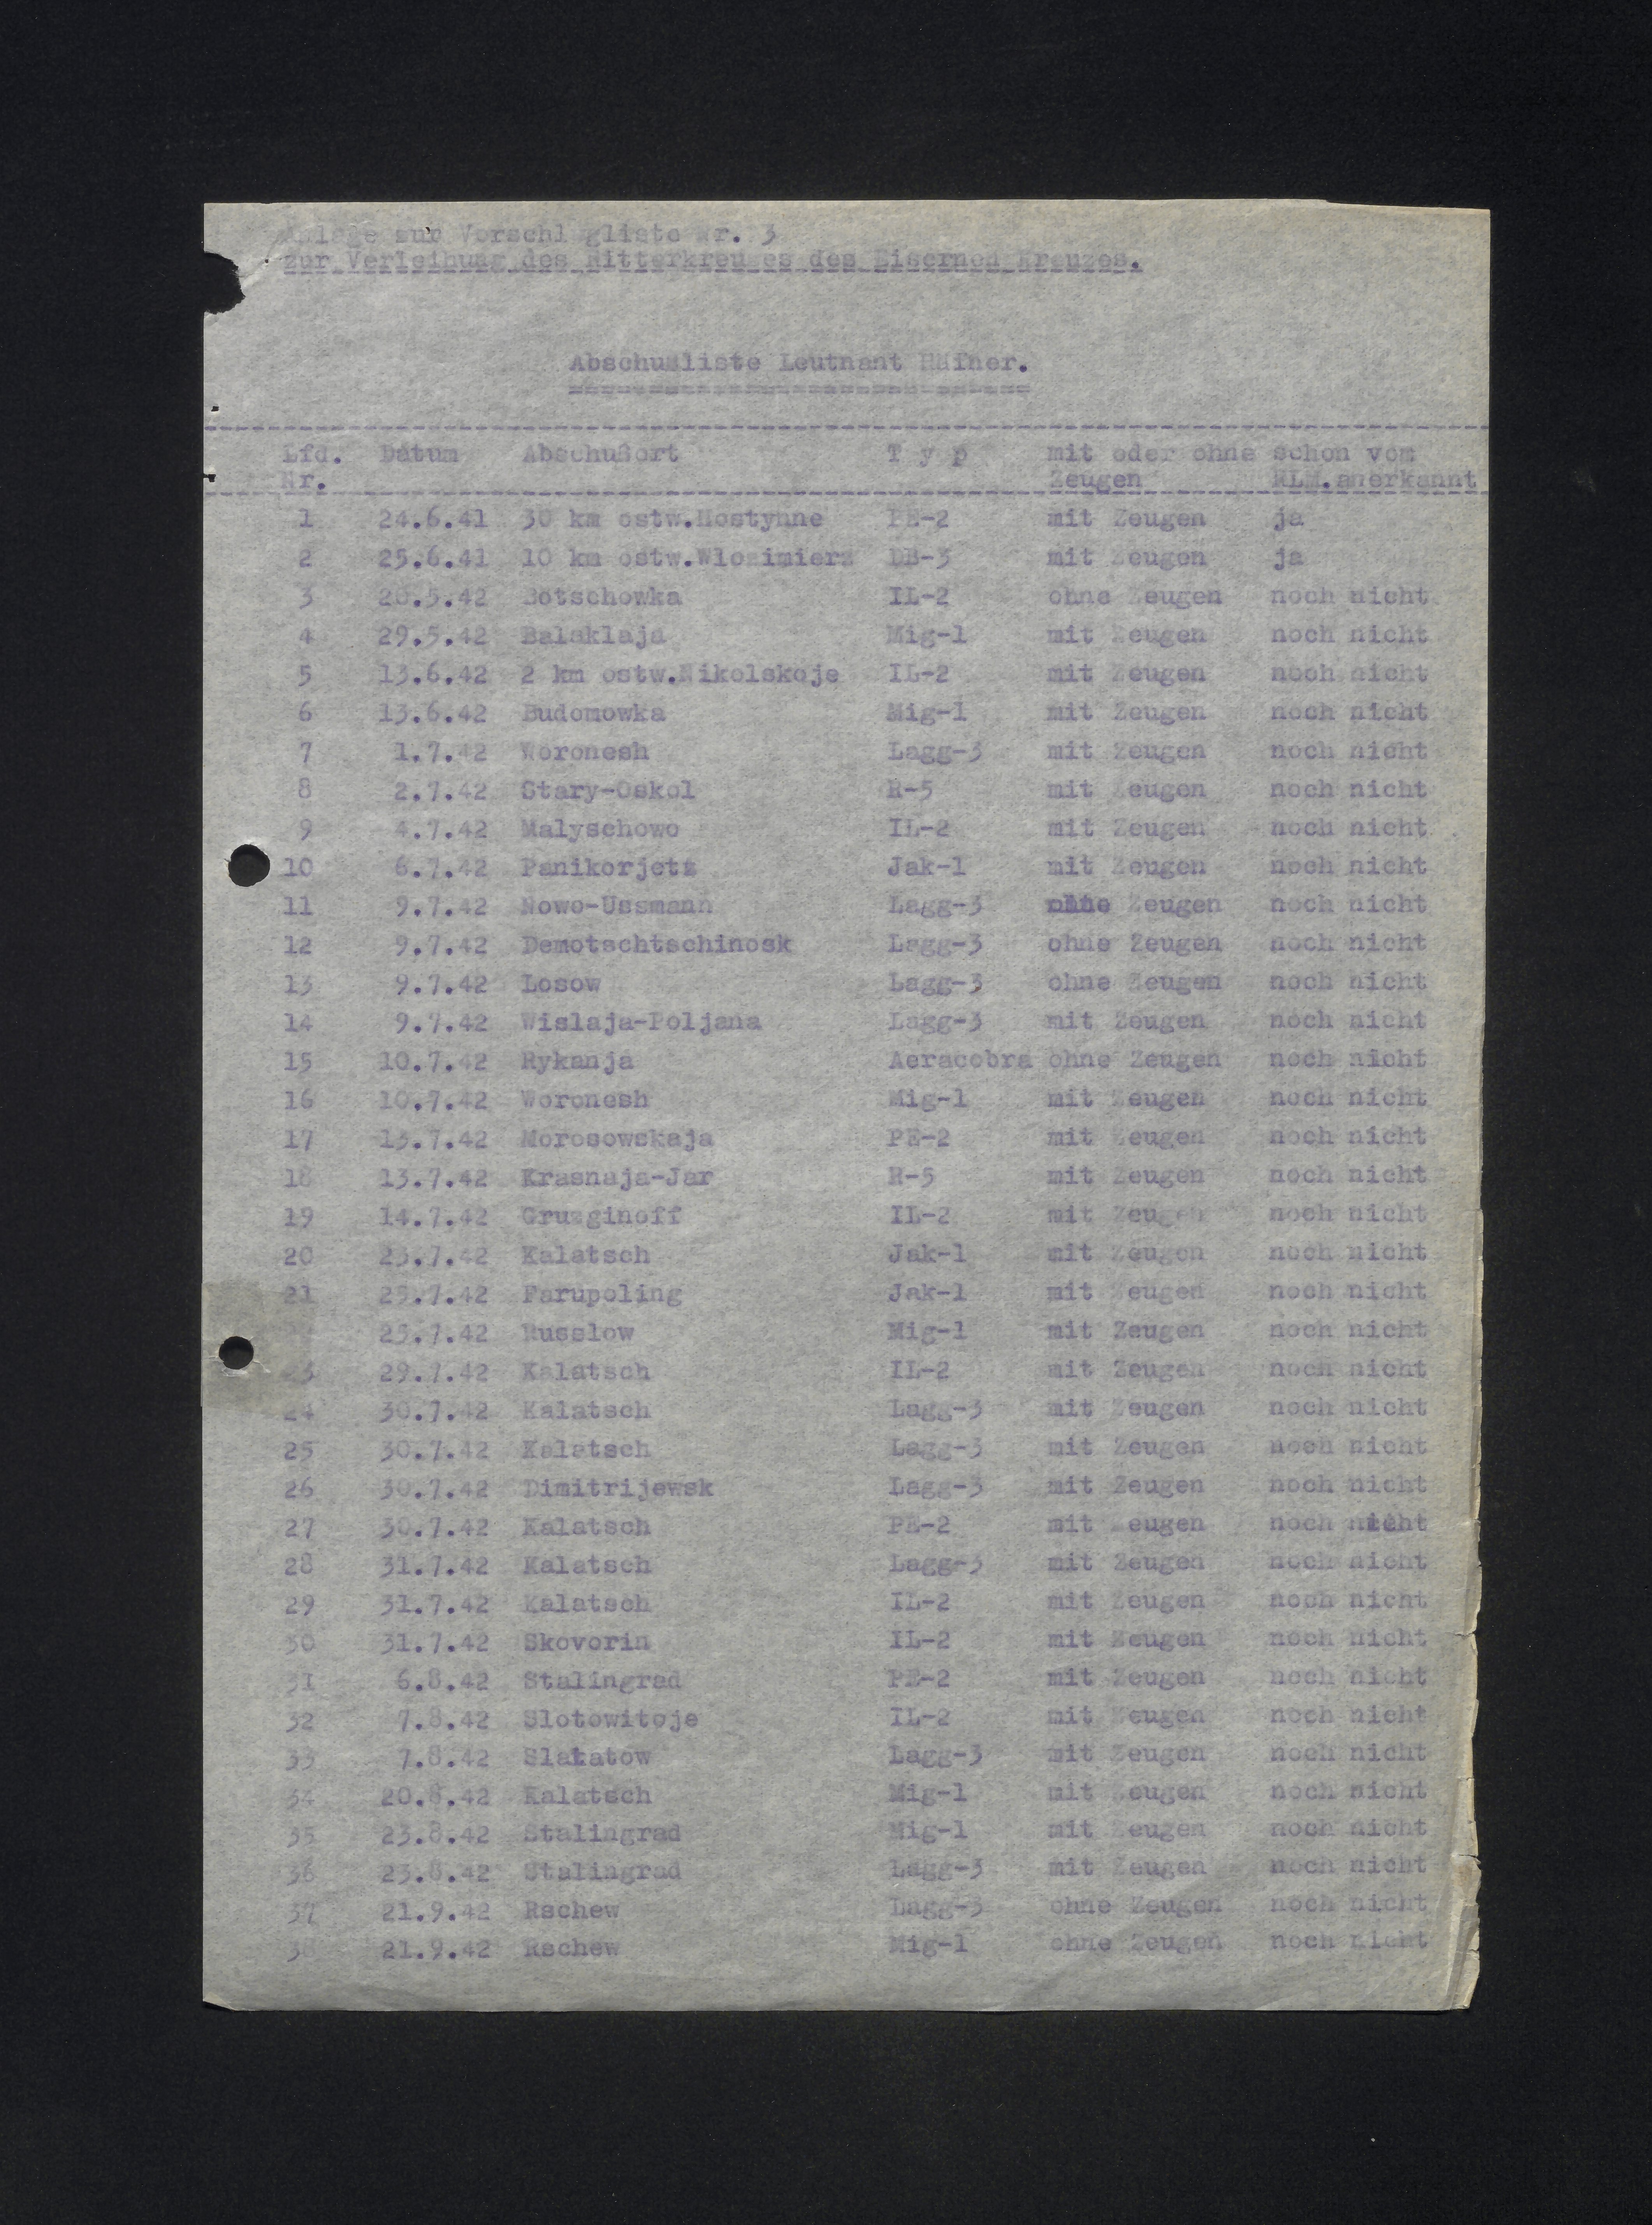 Anlage zur Vorschlagliste Nr. 3
zur Verleihung des Ritterkreuzes des Eisernen Kreuzes.
Abschußliste Leutnant Häfner.
Lfd. Datum Abschußort T y p mit oder ohne schon vom
Nr. Zeugen RLM.anerkannt
1 24.6.41 30 km ostw.Hostynne PE-2 mit Zeugen ja
2 25.6.41 10 km ostw.Wlozimierz DB-3 mit Zeugen ja
3 20.5.42 Botschowka IL-2 ohne Zeugen noch nicht
4 29.5.42 Balaklaja Mig-1 mit Zeugen noch nicht
5 13.6.42 2 km ostw.Nikolskoje IL-2 mit Zeugen noch nicht
6 13.6.42 Budomowka Mig-1 mit Zeugen noch nicht
7 1.7.42 Woronesh Lagg-3 mit Zeugen noch nicht
8 2.7.42 Stary-Oskol R-5 mit Zeugen noch nicht
9 4.7.42 Malyschowo IL-2 mit Zeugen noch nicht
10 6.7.42 Panikorjetz Jak-1 mit Zeugen noch nicht
11 9.7.42 Nowo-Ussmann Lagg-3 ohne Zeugen noch nicht
12 9.7.42 Demotschtschinosk Lagg-3 ohne Zeugen noch nicht
13 9.7.42 Losow Lagg-3 ohne Zeugen noch nicht
14 9.7.42 Wislaja-Poljana Lagg-3 mit Zeugen noch nicht
15 10.7.42 Rykanja Aeracobra ohne Zeugen noch nicht
16 10.7.42 Woronesh Mig-1 mit Zeugen noch nicht
17 13.7.42 Morosowskaja PE-2 mit Zeugen noch nicht
18 13.7.42 Krasnaja-Jar R-5 mit Zeugen noch nicht
19 14.7.42 Gruzginoff IL-2 mit Zeugen noch nicht
20 23.7.42 Kalatsch Jak-1 mit Zeugen noch nicht
21 25.7.42 Farupoling Jak-1 mit Zeugen noch nicht
25.7.42 Russlow Mig-1 mit Zeugen noch nicht
23 29.7.42 Kalatsch IL-2 mit Zeugen noch nicht
24 30.7.42 Kalatsch Lagg-3 mit Zeugen noch nicht
25 30.7.42 Kalatsch Lagg-3 mit Zeugen noch nicht
26 30.7.42 Dimitrijewsk Lagg-3 mit Zeugen noch nicht
27 30.7.42 Kalatsch PE-2 mit Zeugen noch nicht
28 31.7.42 Kalatsch Lagg-3 mit Zeugen noch nicht
29 31.7.42 Kalatsch IL-2 mit Zeugen noch nicht
30 31.7.42 Skovorin IL-2 mit Zeugen noch nicht
31 6.8.42 Stalingrad PE-2 mit Zeugen noch nicht
32 7.8.42 Slotowitoje IL-2 mit Zeugen noch nicht
33 7.8.42 Slakatow Lagg-3 mit Zeugen noch nicht
34 20.8.42 Kalatsch Mig-1 mit Zeugen noch nicht
35 23.8.42 Stalingrad Mig-1 mit Zeugen noch nicht
36 23.8.42 Stalingrad Lagg-3 mit Zeugen noch nicht
37 21.9.42 Rschew Lagg-3 ohne Zeugen noch nicht
38 21.9.42 Rschew Mig-1 ohne Zeugen noch nicht